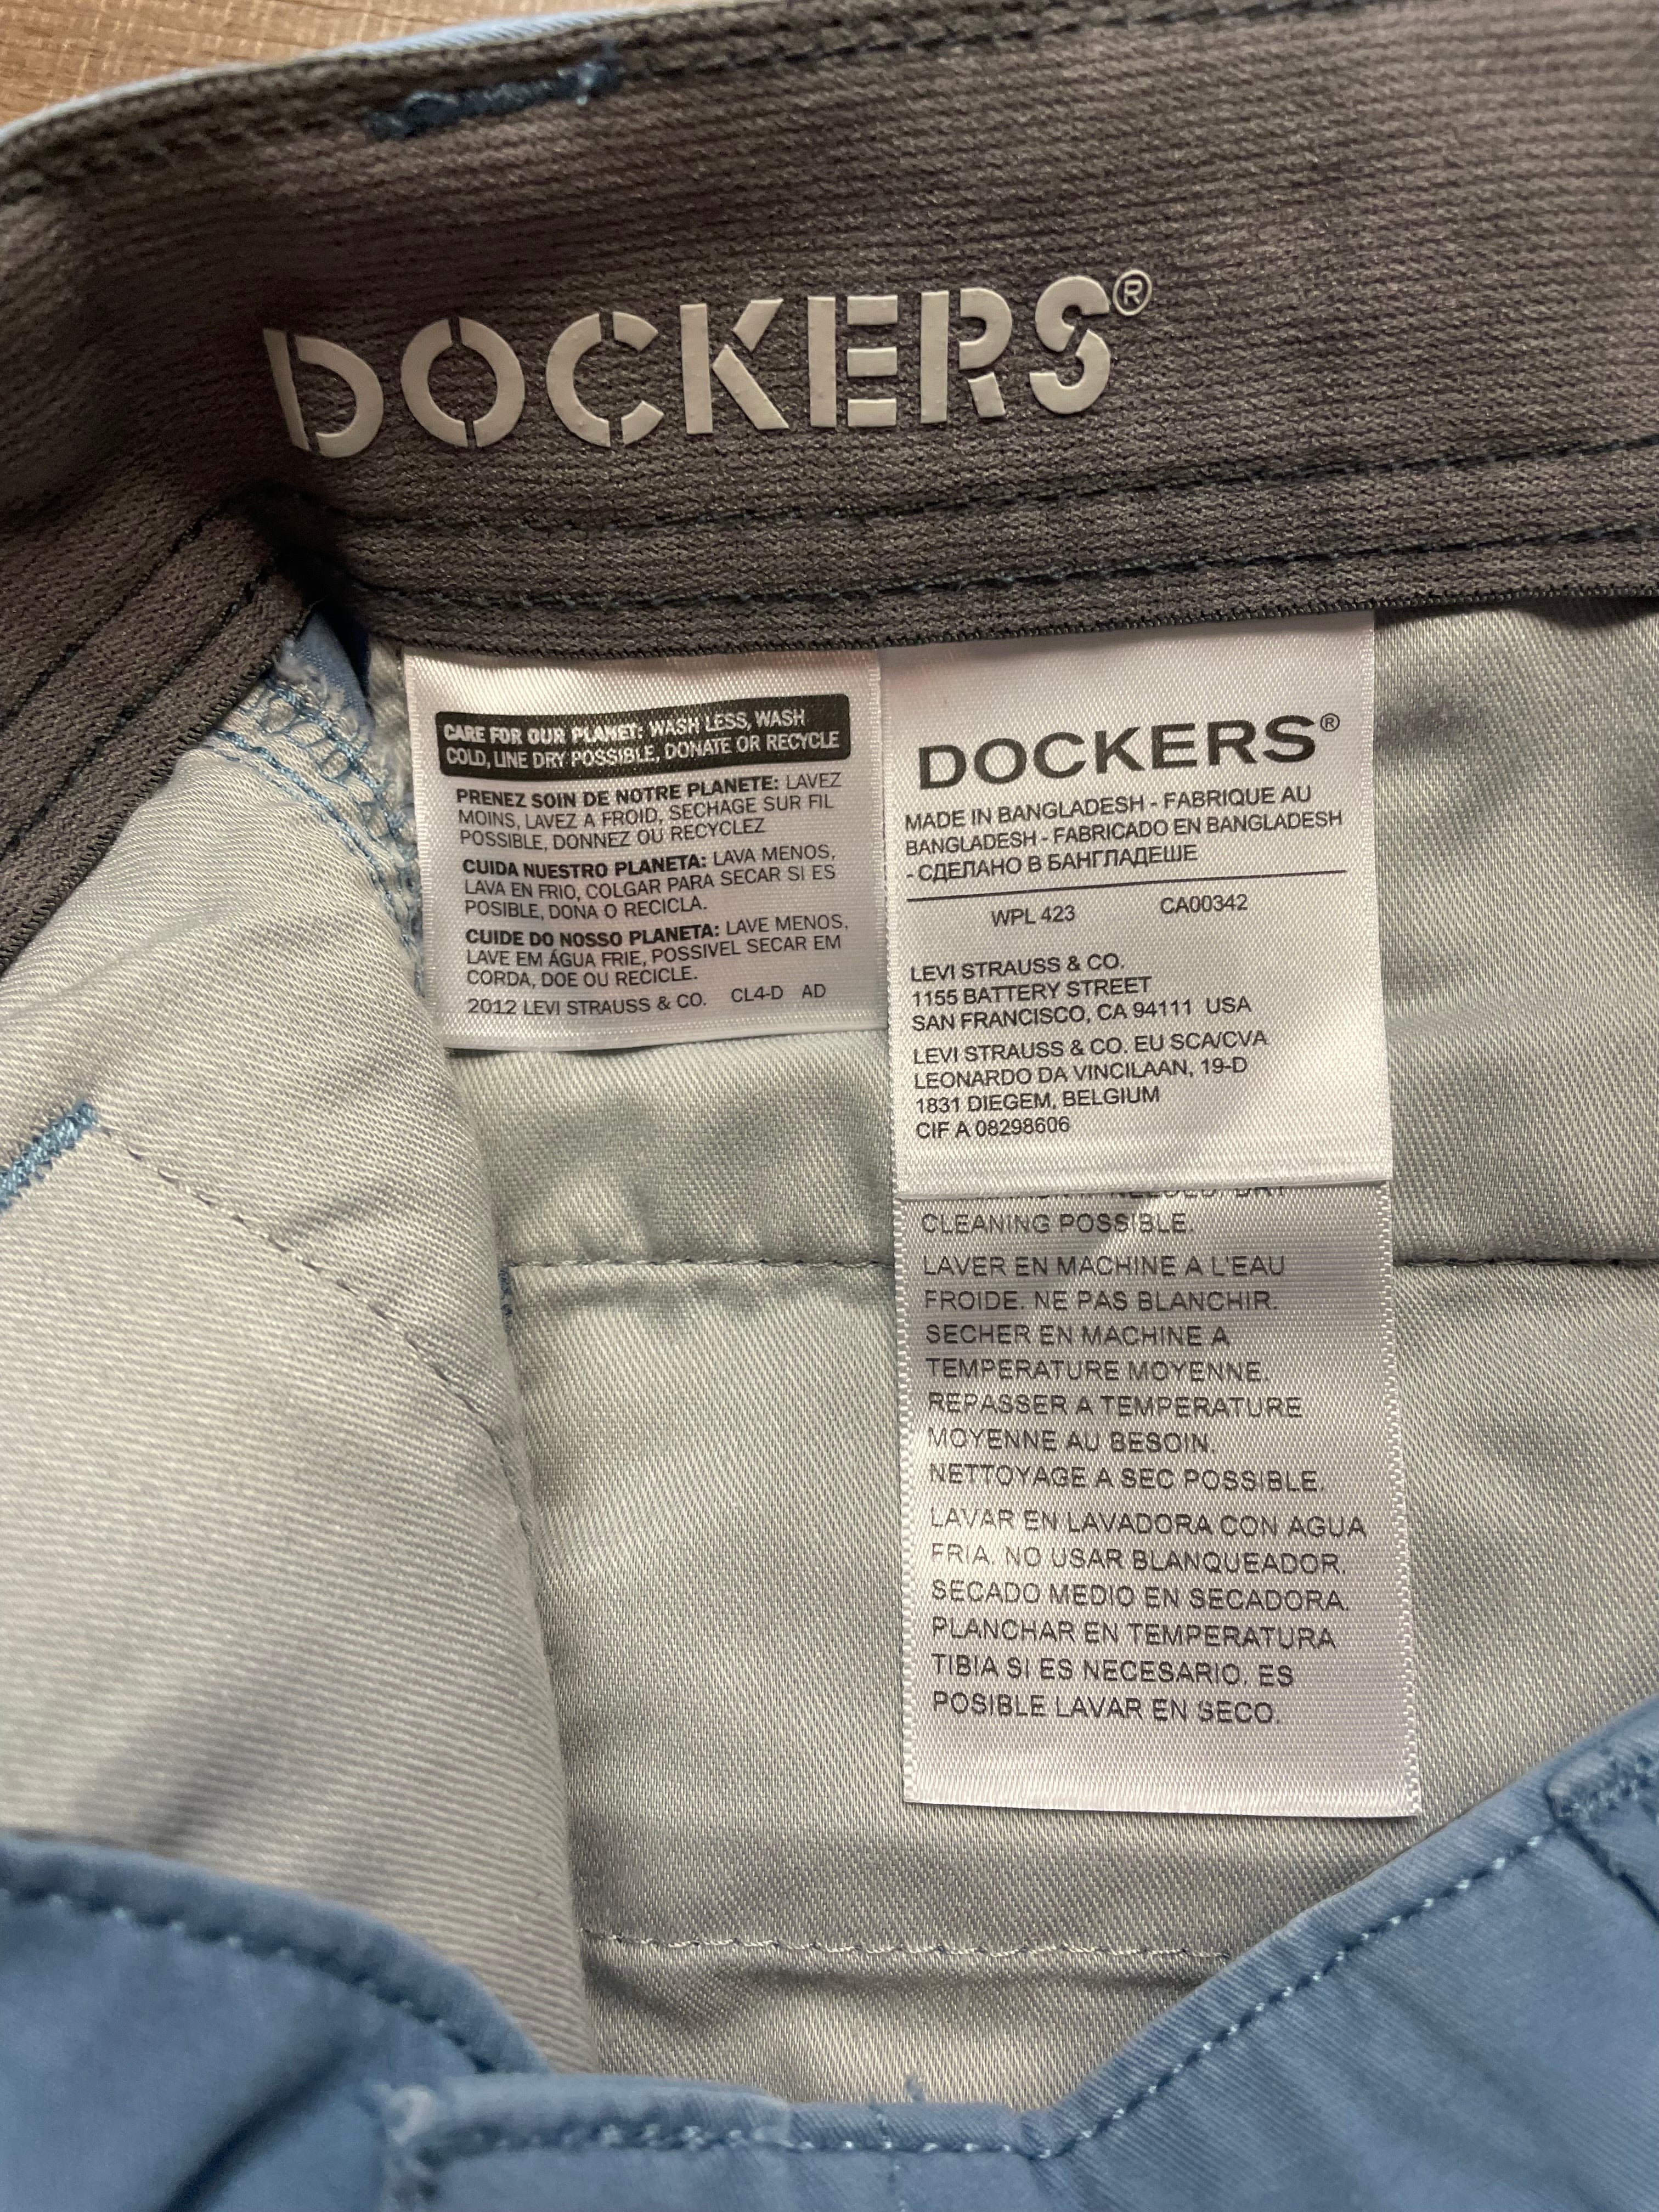 DOCKERS®
CARE FOR OUR PLANET: WASH LESS, WASH
COLD, LINE DRY POSSIBLE, DONATE OR RECYCLE
PRENEZ SOIN DE NOTRE PLANETE: LAVEZ
MOINS, LAVEZ A FROID, SECHAGE SUR FIL
POSSIBLE, DONNEZ OU RECYCLEZ
CUIDA NUESTRO PLANETA: LAVA MENOS,
LAVA EN FRIO, COLGAR PARA SECAR SI ES
POSIBLE, DONA O RECICLA.
CUIDE DO NOSSO PLANETA: LAVE MENOS,
LAVE EM ÁGUA FRIE, POSSIVEL SECAR EM
CORDA, DOE OU RECICLE.
2012 LEVI STRAUSS & CO. CL4-D AD
DOCKERS®
MADE IN BANGLADESH - FABRIQUE AU
BANGLADESH - FABRICADO EN BANGLADESH
- СДЕЛАНО В БАНГЛАДЕШЕ
WPL 423 CA00342
LEVI STRAUSS & CO.
1155 BATTERY STREET
SAN FRANCISCO, CA 94111 USA
LEVI STRAUSS & CO. EU SCA/CVA
LEONARDO DA VINCILAAN, 19-D
1831 DIEGEM, BELGIUM
CIF A 08298606
NEEDED DRY
CLEANING POSSIBLE.
LAVER EN MACHINE A L'EAU
FROIDE. NE PAS BLANCHIR.
SECHER EN MACHINE A
TEMPERATURE MOYENNE.
REPASSER A TEMPERATURE
MOYENNE AU BESOIN.
NETTOYAGE A SEC POSSIBLE.
LAVAR EN LAVADORA CON AGUA
FRIA. NO USAR BLANQUEADOR.
SECADO MEDIO EN SECADORA.
PLANCHAR EN TEMPERATURA
TIBIA SI ES NECESARIO. ES
POSIBLE LAVAR EN SECO.